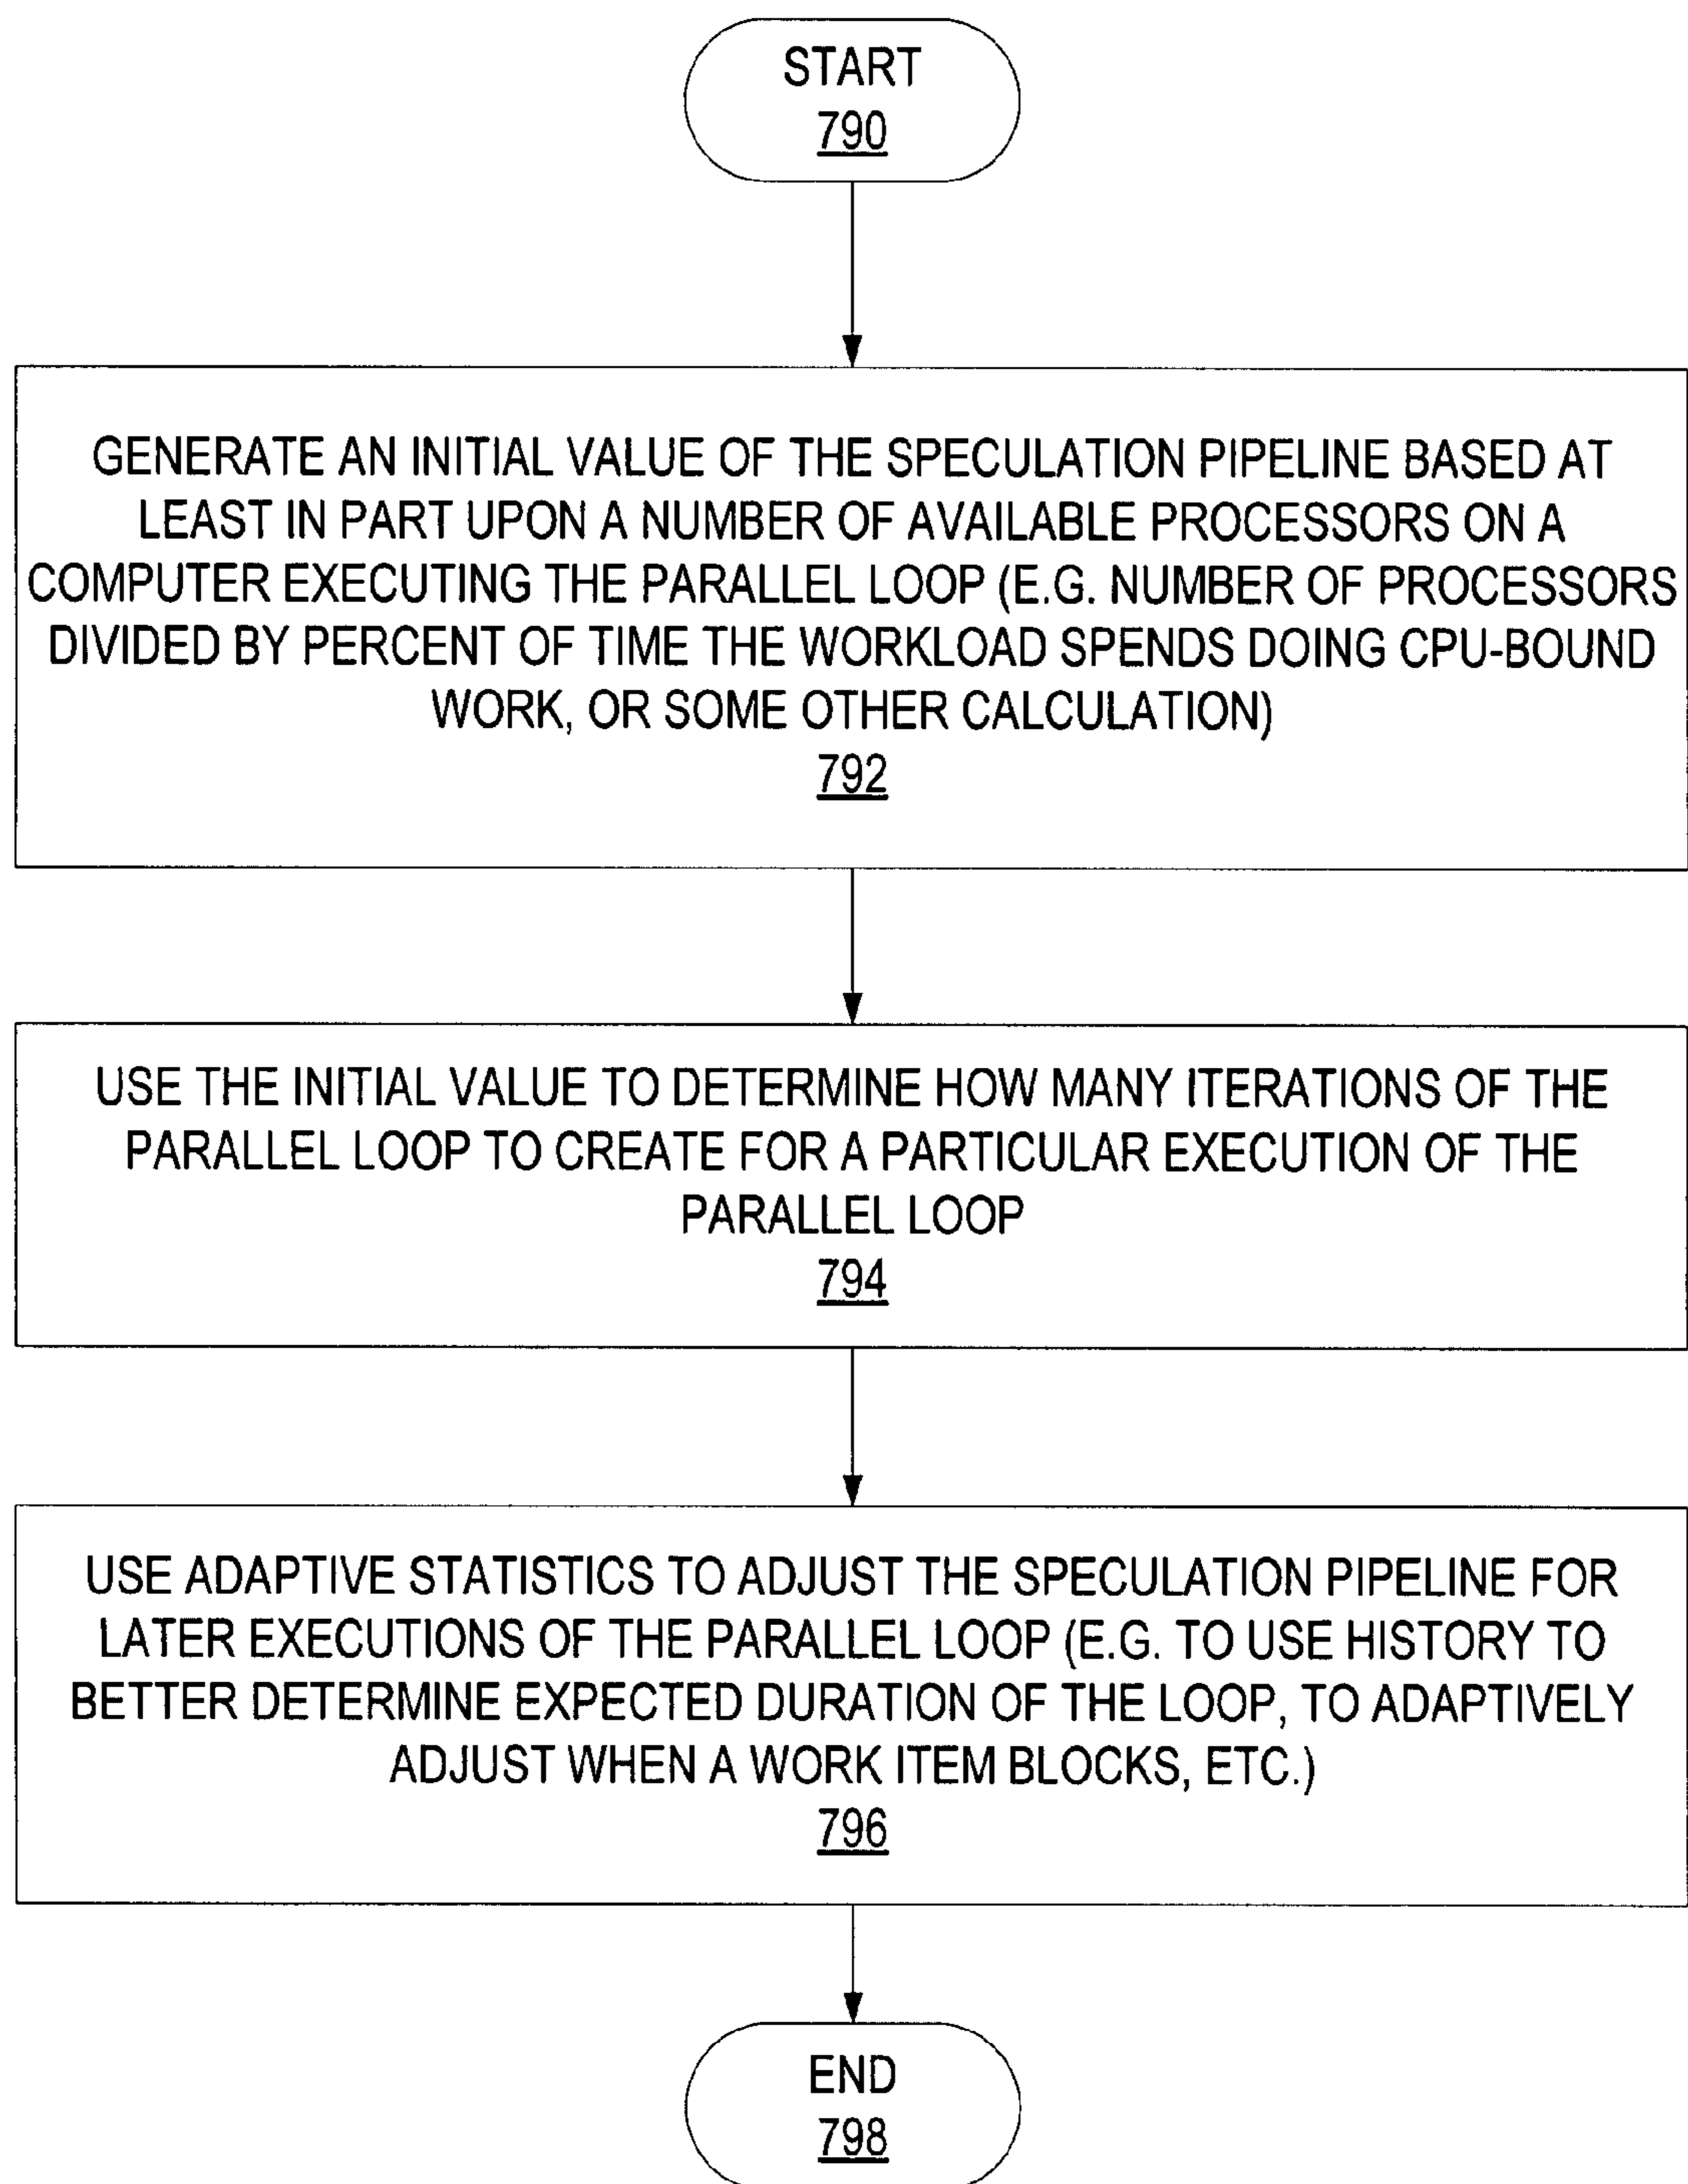 START
790
GENERATE AN INITIAL VALUE OF THE SPECULATION PIPELINE BASED AT
LEAST IN PART UPON A NUMBER OF AVAILABLE PROCESSORS ON A
COMPUTER EXECUTING THE PARALLEL LOOP (E.G. NUMBER OF PROCESSORS
DIVIDED BY PERCENT OF TIME THE WORKLOAD SPENDS DOING CPU-BOUND
WORK, OR SOME OTHER CALCULATION)
792
USE THE INITIAL VALUE TO DETERMINE HOW MANY ITERATIONS OF THE
PARALLEL LOOP TO CREATE FOR A PARTICULAR EXECUTION OF THE
PARALLEL LOOP
794
USE ADAPTIVE STATISTICS TO ADJUST THE SPECULATION PIPELINE FOR
LATER EXECUTIONS OF THE PARALLEL LOOP (E.G. TO USE HISTORY TO
BETTER DETERMINE EXPECTED DURATION OF THE LOOP, TO ADAPTIVELY
ADJUST WHEN A WORK ITEM BLOCKS, ETC.)
796
END
798